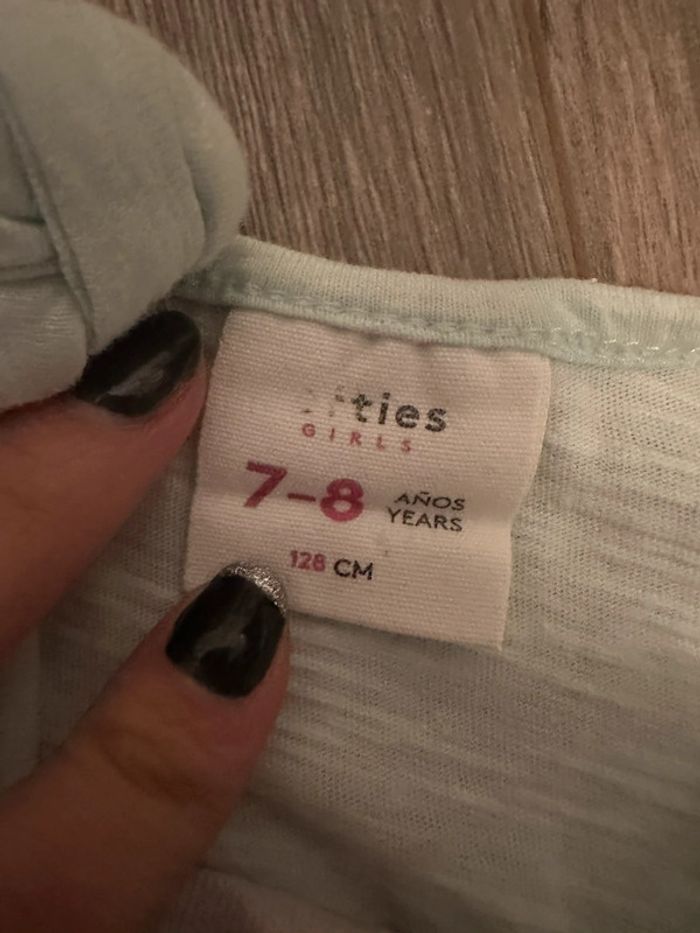 GIRLS
7-8 AÑOS
YEARS
128 CM